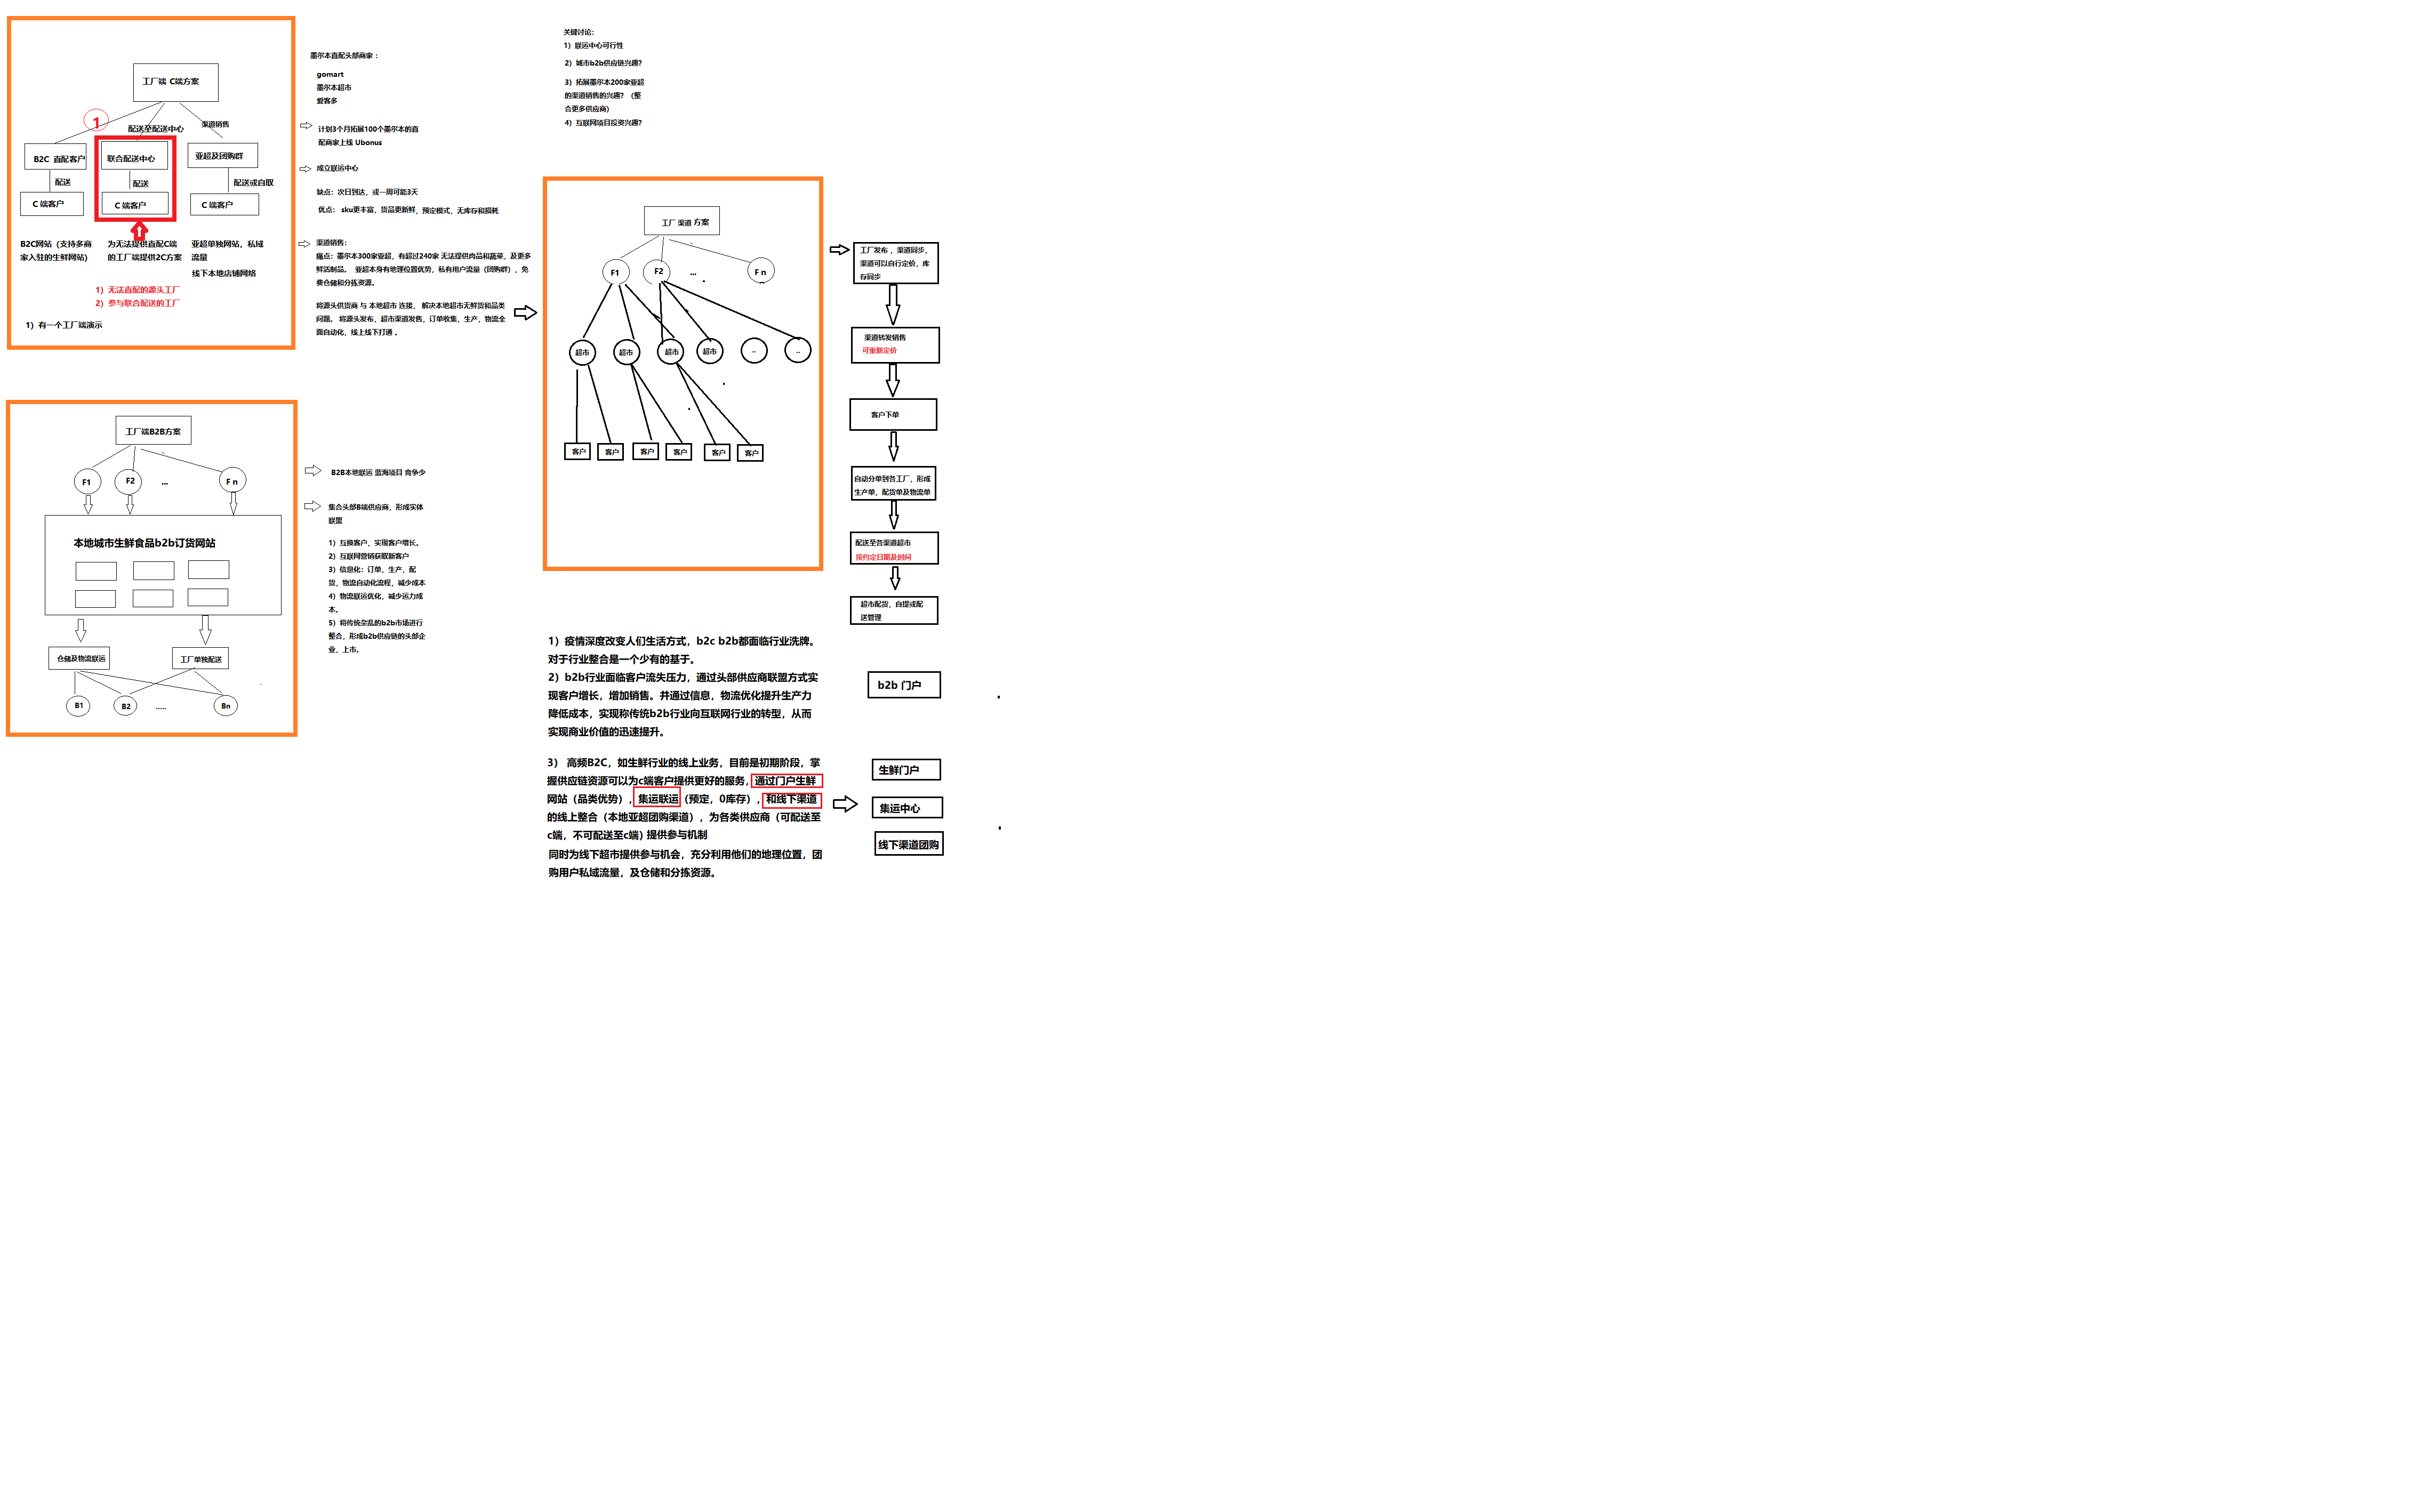 工厂端 C端方案
1
配送至配送中心
渠道销售
B2C 直配客户
联合配送中心
亚超及团购群
配送
配送
配送或自取
C 端客户
C 端客户
C 端客户
B2C网站（支持多商
家入驻的生鲜网站）
为无法提供直配C端
的工厂端提供2C方案
亚超单独网站，私域
流量
线下本地店铺网络
1）无法直配的源头工厂
2）参与联合配送的工厂
1）有一个工厂端演示
墨尔本直配头部商家：
gomart
墨尔本超市
爱客多
计划3个月拓展100个墨尔本的直
配商家上线 Ubonus
成立联运中心
缺点：次日到达，或一周可能3天
优点： sku更丰富，货品更新鲜，预定模式，无库存和损耗
渠道销售：
痛点：墨尔本300家亚超，有超过240家 无法提供肉品和蔬菜，及更多
鲜活制品。 亚超本身有地理位置优势，私有用户流量（团购群），免
费仓储和分拣资源。
将源头供货商 与 本地超市 连接， 解决本地超市无鲜货和品类
问题。 将源头发布，超市渠道发售，订单收集，生产，物流全
面自动化，线上线下打通 。
关键讨论：
1）联运中心可行性
2）城市b2b供应链兴趣？
3）拓展墨尔本200家亚超
的渠道销售的兴趣？（整
合更多供应商）
4）互联网项目投资兴趣？
工厂 渠道 方案
F1
F2
...
F n
超市
超市
超市
超市
..
..
客户
客户
客户
客户
客户
客户
工厂发布 ，渠道同步，
渠道可以自行定价，库
存同步
渠道转发销售
可重新定价
客户下单
自动分单到各工厂，形成
生产单，配货单及物流单
配送至各渠道超市
按约定日期及时间
超市配货，自提或配
送管理
工厂端B2B方案
F1
F2
...
F n
本地城市生鲜食品b2b订货网站
仓储及物流联运
工厂单独配送
B1
B2
.....
Bn
B2B本地联运 蓝海项目 竞争少
集合头部B端供应商，形成实体
联盟
1）互换客户，实现客户增长。
2）互联网营销获取新客户
3）信息化：订单，生产，配
货，物流自动化流程，减少成本
4）物流联运优化，减少运力成
本。
5）将传统杂乱的b2b市场进行
整合，形成b2b供应链的头部企
业，上市。
1）疫情深度改变人们生活方式，b2c b2b都面临行业洗牌。
对于行业整合是一个少有的基于。
2）b2b行业面临客户流失压力，通过头部供应商联盟方式实
现客户增长，增加销售。并通过信息，物流优化提升生产力
降低成本，实现称传统b2b行业向互联网行业的转型，从而
实现商业价值的迅速提升。
3） 高频B2C，如生鲜行业的线上业务，目前是初期阶段，掌
握供应链资源可以为c端客户提供更好的服务，通过门户生鲜
网站（品类优势），集运联运（预定，0库存），和线下渠道
的线上整合（本地亚超团购渠道），为各类供应商（可配送至
c端，不可配送至c端）提供参与机制
同时为线下超市提供参与机会，充分利用他们的地理位置，团
购用户私域流量，及仓储和分拣资源。
b2b 门户
生鲜门户
集运中心
线下渠道团购